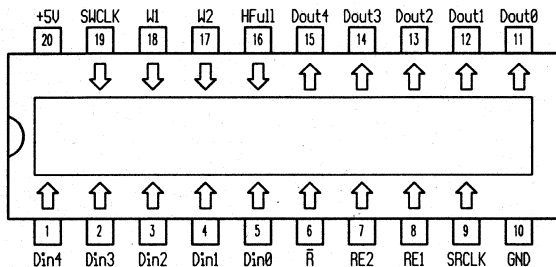 +5V SWCLK W1 W2 HFull Dout4 Dout3 Dout2 Dout1 Dout0
20 19 18 17 16 15 14 13 12 11
1 2 3 4 5 6 7 8 9 10
Din4 Din3 Din2 Din1 Din0 R̅ RE2 RE1 SRCLK GND